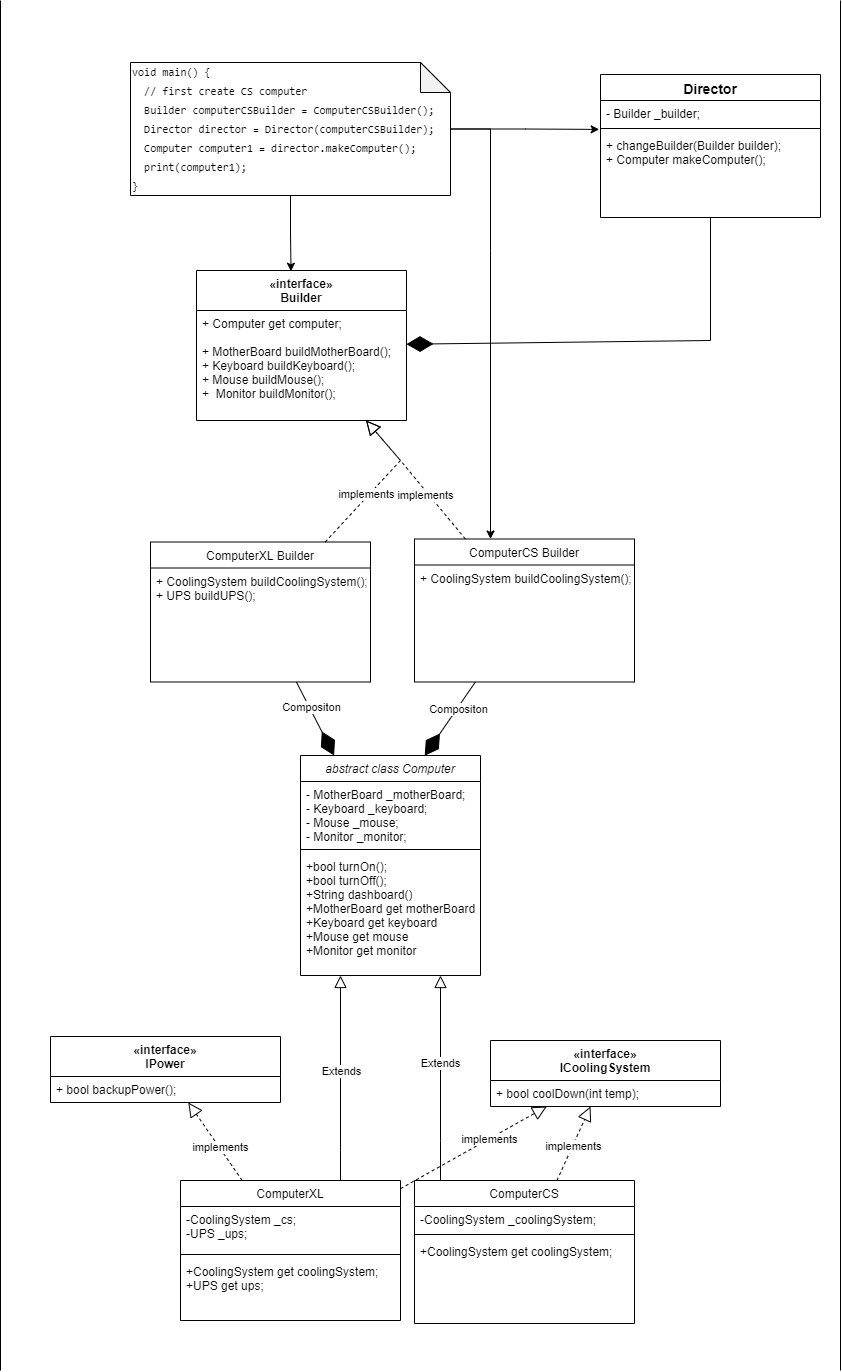 void main() {
// first create CS computer
Builder computerCSBuilder = ComputerCSBuilder();
Director director = Director(computerCSBuilder);
Computer computer1 = director.makeComputer();
print(computer1);
}
Director
- Builder _builder;
+ changeBuilder(Builder builder);
+ Computer makeComputer();
«interface»
Builder
+ Computer get computer;
+ MotherBoard buildMotherBoard();
+ Keyboard buildKeyboard();
+ Mouse buildMouse();
+  Monitor buildMonitor();
implements
implements
ComputerXL Builder
+ CoolingSystem buildCoolingSystem();
+ UPS buildUPS();
ComputerCS Builder
+ CoolingSystem buildCoolingSystem();
Compositon
Compositon
abstract class Computer
- MotherBoard _motherBoard;
- Keyboard _keyboard;
- Mouse _mouse;
- Monitor _monitor;
+bool turnOn();
+bool turnOff();
+String dashboard()
+MotherBoard get motherBoard
+Keyboard get keyboard
+Mouse get mouse
+Monitor get monitor
Extends
Extends
«interface»
IPower
+ bool backupPower();
«interface»
ICoolingSystem
+ bool coolDown(int temp);
implements
implements
implements
ComputerXL
-CoolingSystem _cs;
-UPS _ups;
+CoolingSystem get coolingSystem;
+UPS get ups;
ComputerCS
-CoolingSystem _coolingSystem;
+CoolingSystem get coolingSystem;